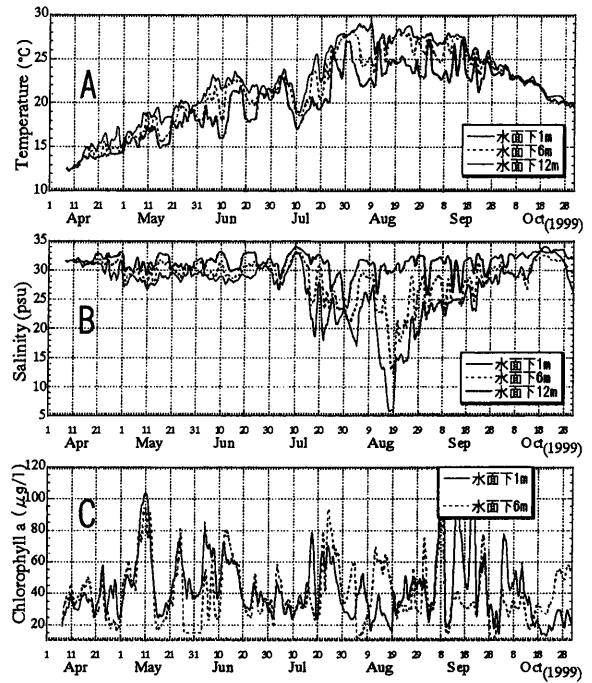 30
25
20
15
10
Temperature (°C)
A
水面下1m
水面下6m
水面下12m
1 11 21 1 11 21 31 10 20 30 10 20 30 9 19 29 8 18 28 8 18 28
Apr May Jun Jul Aug Sep Oct (1999)
35
30
25
20
15
10
5
Salinity (psu)
B
水面下1m
水面下6m
水面下12m
1 11 21 1 11 21 31 10 20 30 10 20 30 9 19 29 8 18 28 8 18 28
Apr May Jun Jul Aug Sep Oct (1999)
120
100
80
60
40
20
Chlorophyll a (μg/l)
C
水面下1m
水面下6m
1 11 21 1 11 21 31 10 20 30 10 20 30 9 19 29 8 18 28 8 18 28
Apr May Jun Jul Aug Sep Oct (1999)